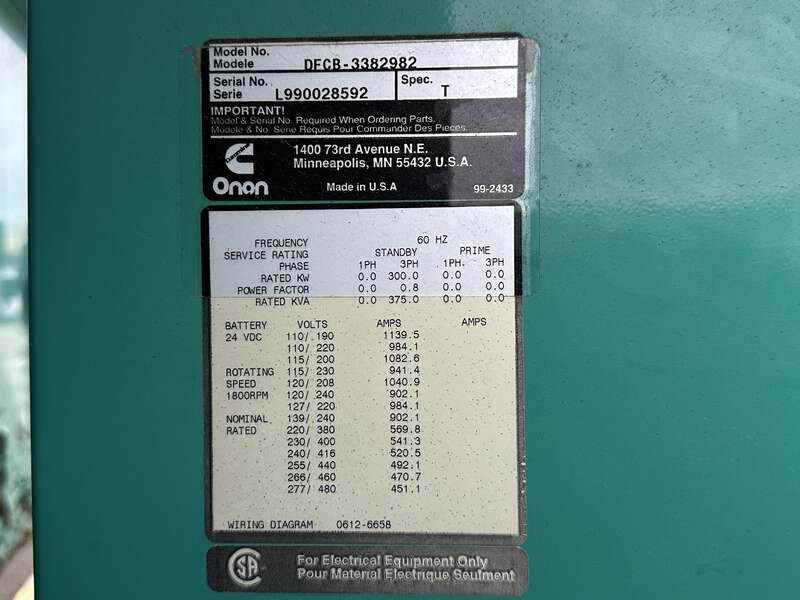 Model No.
Modele DFCB-3382982
Serial No. Spec.
Serie L990028592 T
IMPORTANT!
Model & Serial No. Required When Ordering Parts.
Modele & No. Serie Requis Pour Commander Des Pieces.
1400 73rd Avenue N.E.
Minneapolis, MN 55432 U.S.A.
Cummins
Onan Made in U.S.A 99-2433
FREQUENCY 60 HZ
SERVICE RATING STANDBY PRIME
PHASE 1PH 3PH 1PH. 3PH
RATED KW 0.0 300.0 0.0 0.0
POWER FACTOR 0.0 0.8 0.0 0.0
RATED KVA 0.0 375.0 0.0 0.0
BATTERY VOLTS AMPS AMPS
24 VDC 110/ 190 1139.5
110/ 220 984.1
115/ 200 1082.6
ROTATING 115/ 230 941.4
SPEED 120/ 208 1040.9
1800RPM 120/ 240 902.1
127/ 220 984.1
NOMINAL 139/ 240 902.1
RATED 220/ 380 569.8
230/ 400 541.3
240/ 416 520.5
255/ 440 492.1
266/ 460 470.7
277/ 480 451.1
WIRING DIAGRAM 0612-6658
CSA For Electrical Equipment Only
Pour Material Electrique Seulment